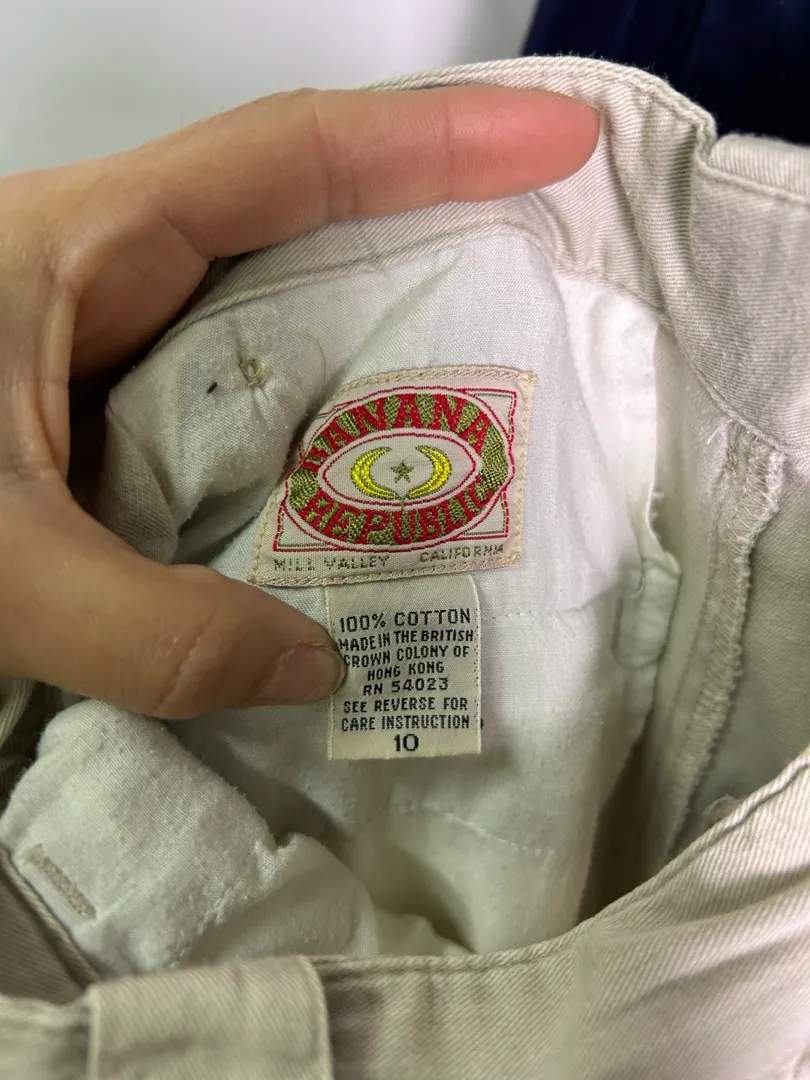 BANANA
REPUBLIC
MILL VALLEY CALIFORNIA
100% COTTON
MADE IN THE BRITISH
CROWN COLONY OF
HONG KONG
RN 54023
SEE REVERSE FOR
CARE INSTRUCTION
10